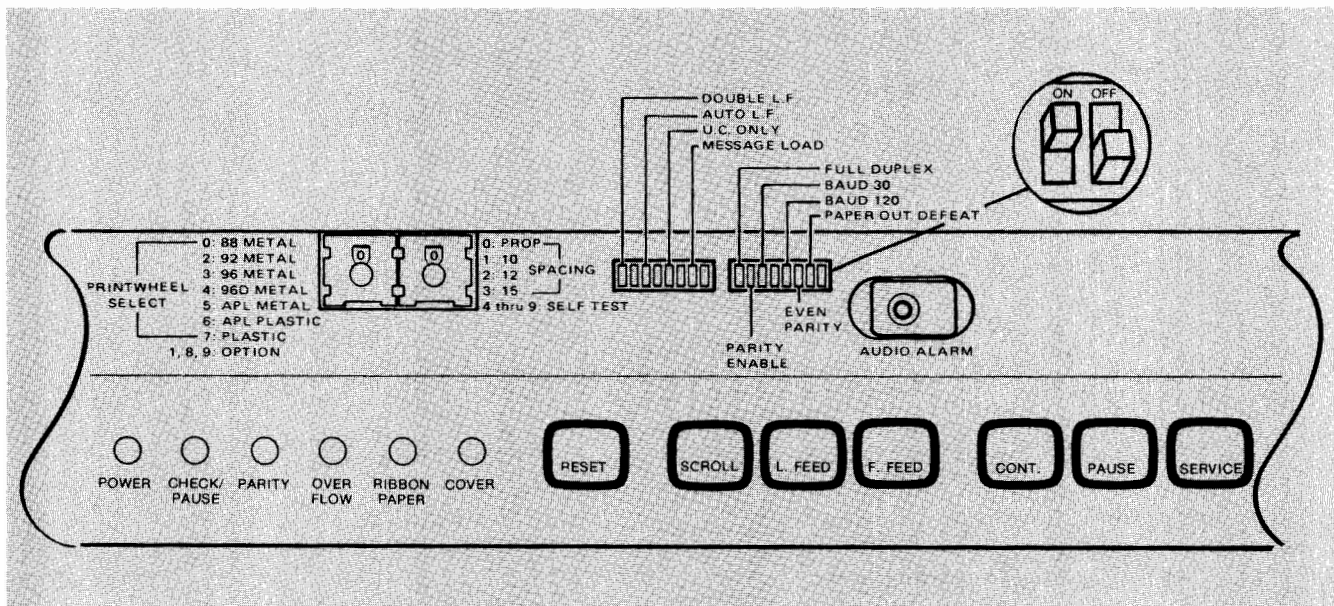 ON OFF
DOUBLE L.F
AUTO L.F
U.C. ONLY
MESSAGE LOAD
FULL DUPLEX
BAUD 30
BAUD 120
PAPER OUT DEFEAT
PRINTWHEEL
SELECT
0: 88 METAL
2: 92 METAL
3: 96 METAL
4: 96D METAL
5: APL METAL
6: APL PLASTIC
7: PLASTIC
1, 8, 9: OPTION
0 0
0: PROP
1: 10
2: 12
3: 15
SPACING
4 thru 9: SELF TEST
PARITY
ENABLE
EVEN
PARITY
AUDIO ALARM
POWER
CHECK/
PAUSE
PARITY
OVER
FLOW
RIBBON
PAPER
COVER
RESET
SCROLL
L. FEED
F. FEED
CONT.
PAUSE
SERVICE